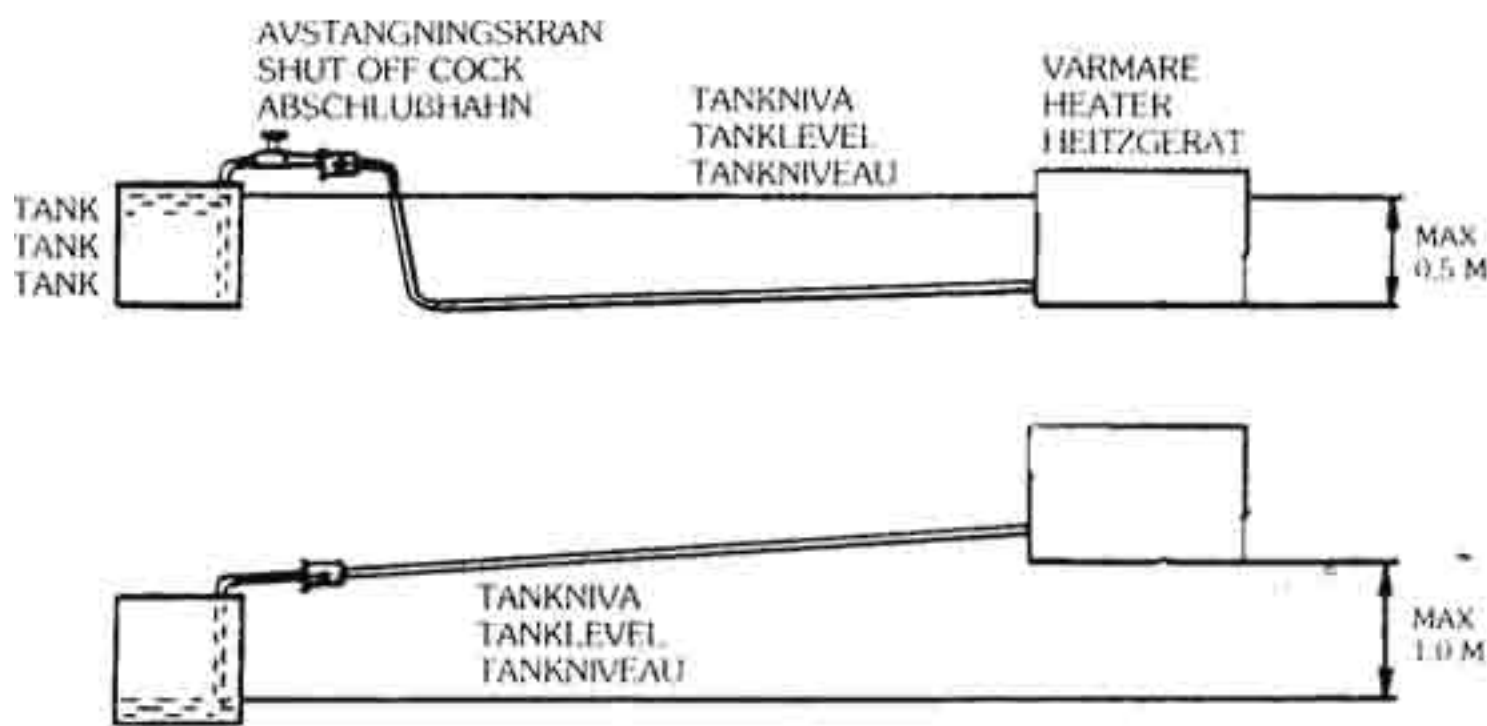 AVSTANGNINGSKRAN
SHUT OFF COCK
ABSCHLUßHAHN
TANKNIVA
TANKLEVEL
TANKNIVEAU
VARMARE
HEATER
HEITZGERAT
TANK
TANK
TANK
MAX
0,5 M
TANKNIVA
TANKLEVEL
TANKNIVEAU
MAX
1.0 M